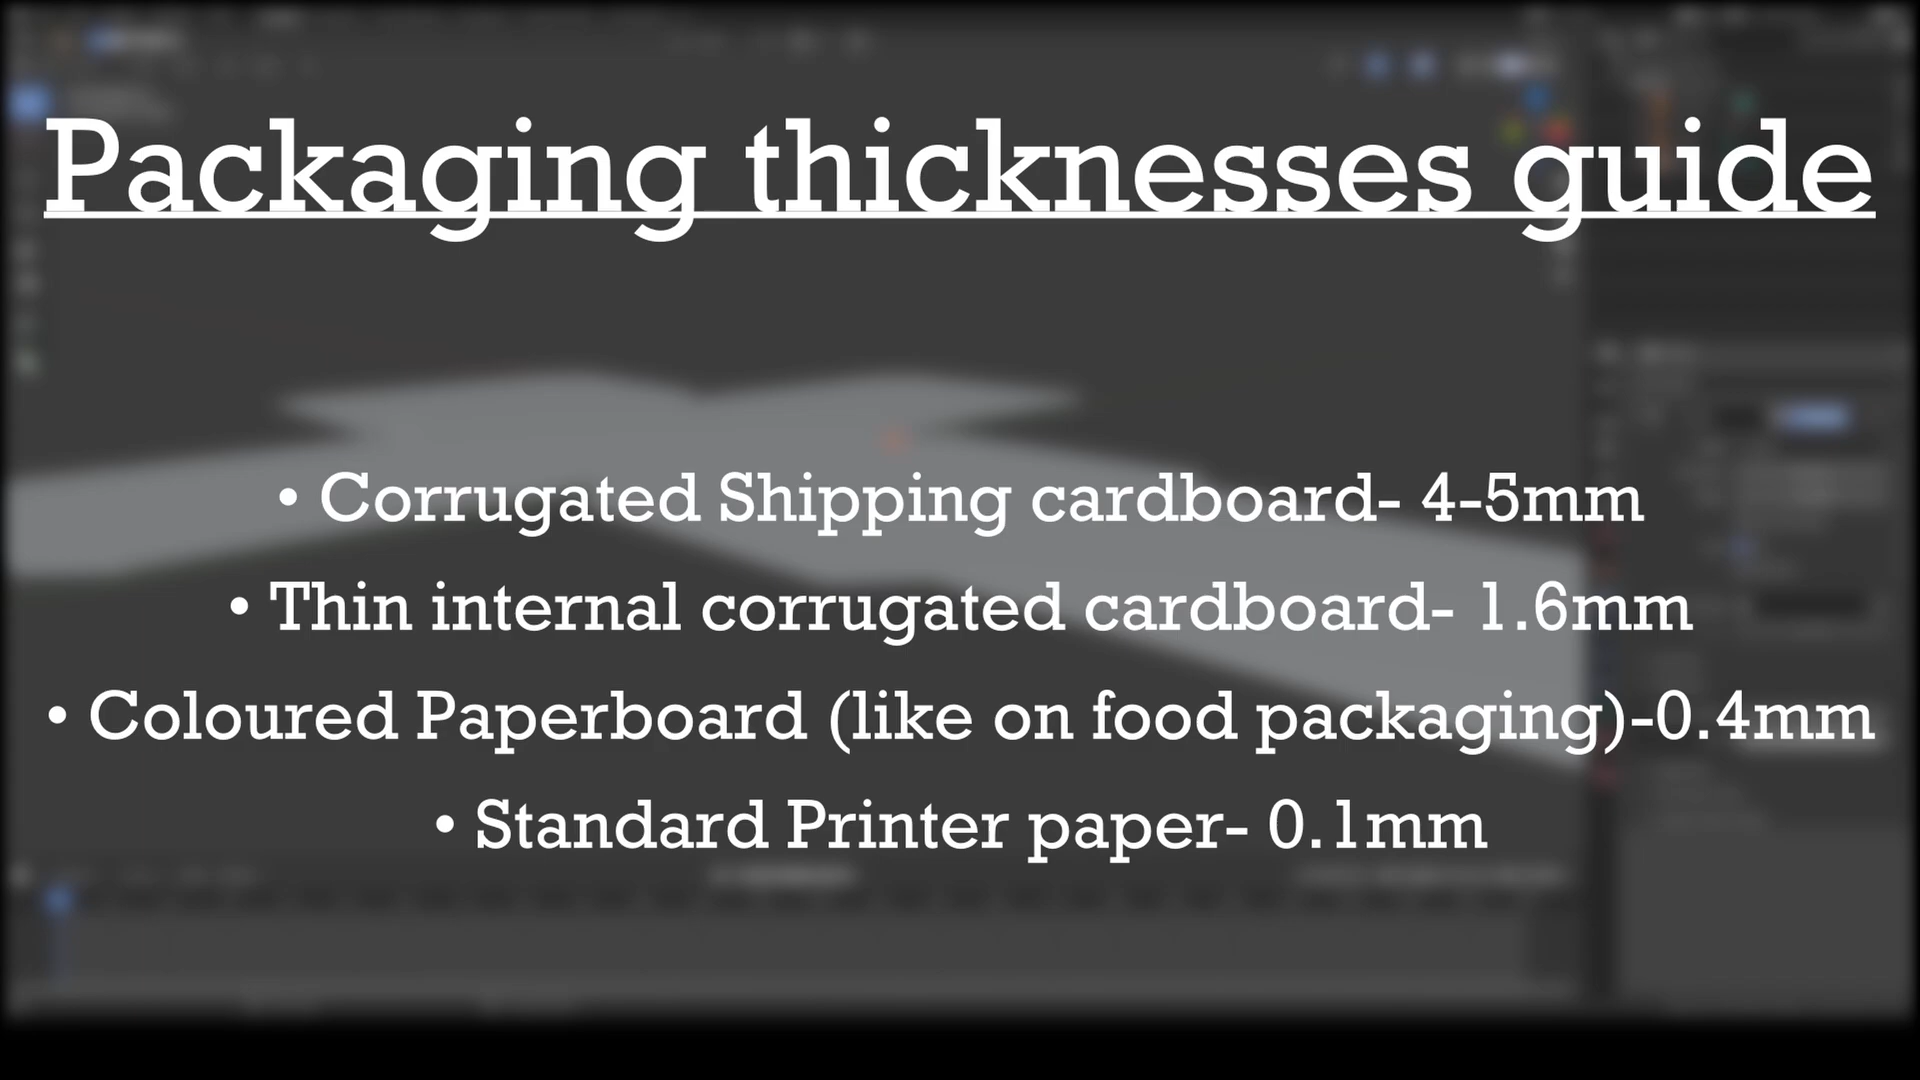 Packaging thicknesses guide
• Corrugated Shipping cardboard- 4-5mm
• Thin internal corrugated cardboard- 1.6mm
• Coloured Paperboard (like on food packaging)-0.4mm
• Standard Printer paper- 0.1mm